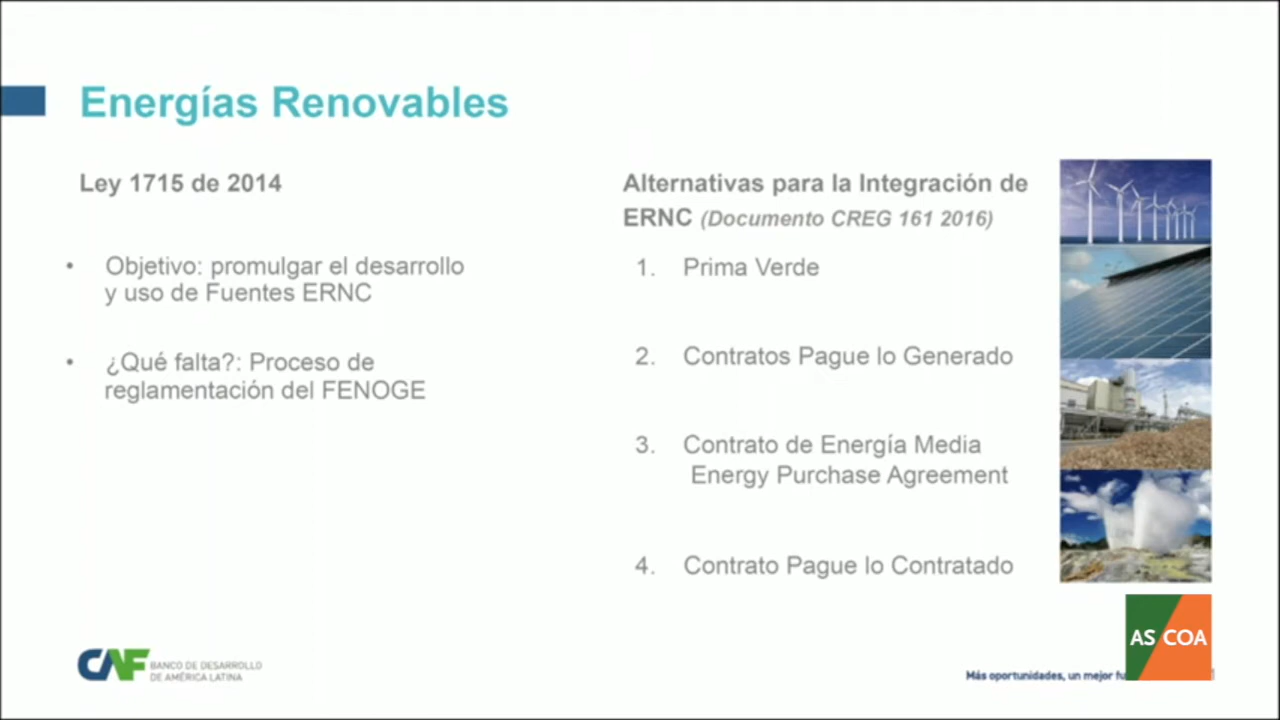 Energías Renovables
Ley 1715 de 2014
• Objetivo: promulgar el desarrollo
y uso de Fuentes ERNC
• ¿Qué falta?: Proceso de
reglamentación del FENOGE
Alternativas para la Integración de
ERNC (Documento CREG 161 2016)
1. Prima Verde
2. Contratos Pague lo Generado
3. Contrato de Energía Media
Energy Purchase Agreement
4. Contrato Pague lo Contratado
CAF BANCO DE DESARROLLO
DE AMÉRICA LATINA
Más oportunidades, un mejor
AS COA